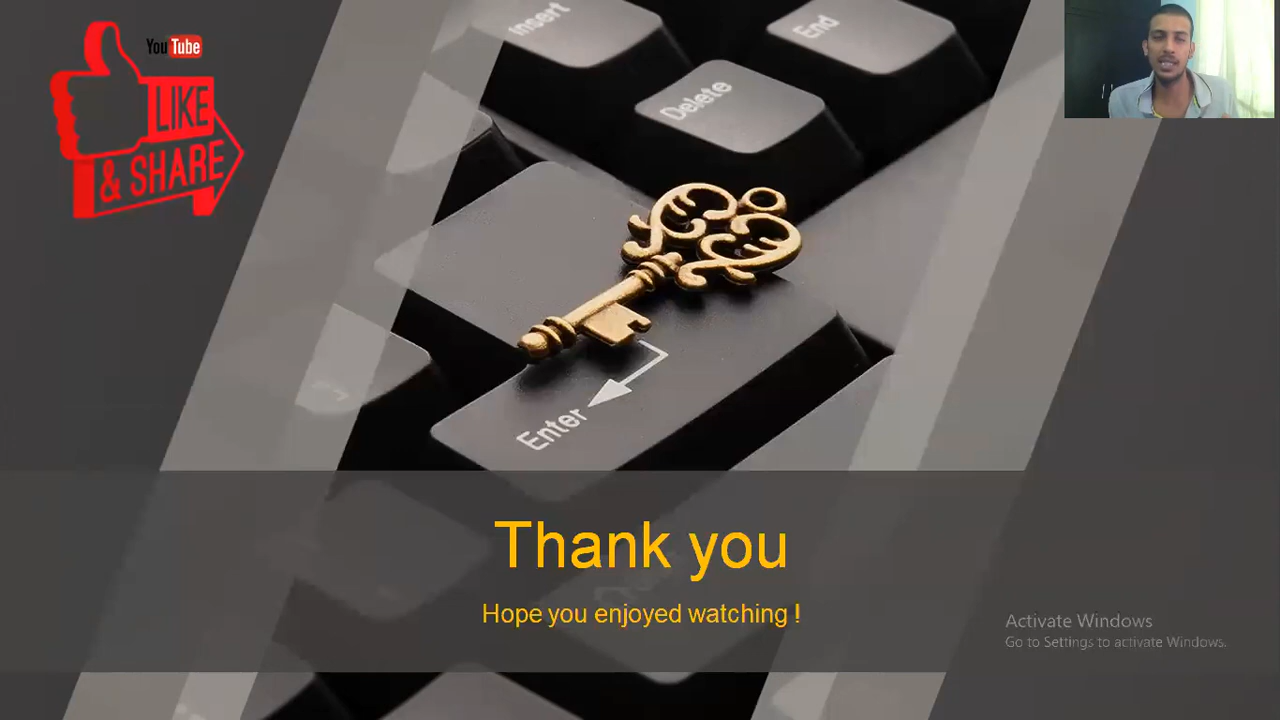 YouTube
LIKE
& SHARE
Insert
End
Delete
Enter
Thank you
Hope you enjoyed watching !
Activate Windows
Go to Settings to activate Windows.